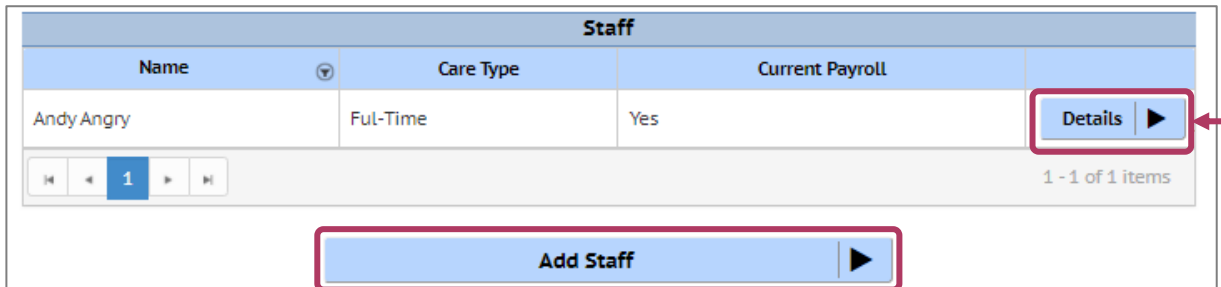 Staff
Name Care Type Current Payroll
Andy Angry Ful-Time Yes Details
1 1 - 1 of 1 items
Add Staff